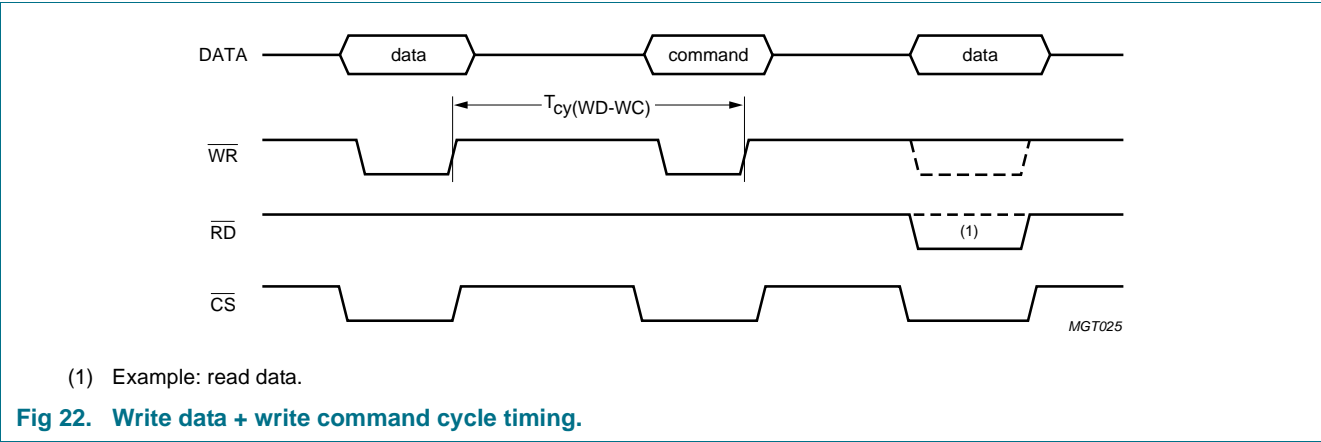 DATA data command data
Tcy(WD-WC)
WR
RD (1)
CS
MGT025
(1) Example: read data.
Fig 22. Write data + write command cycle timing.